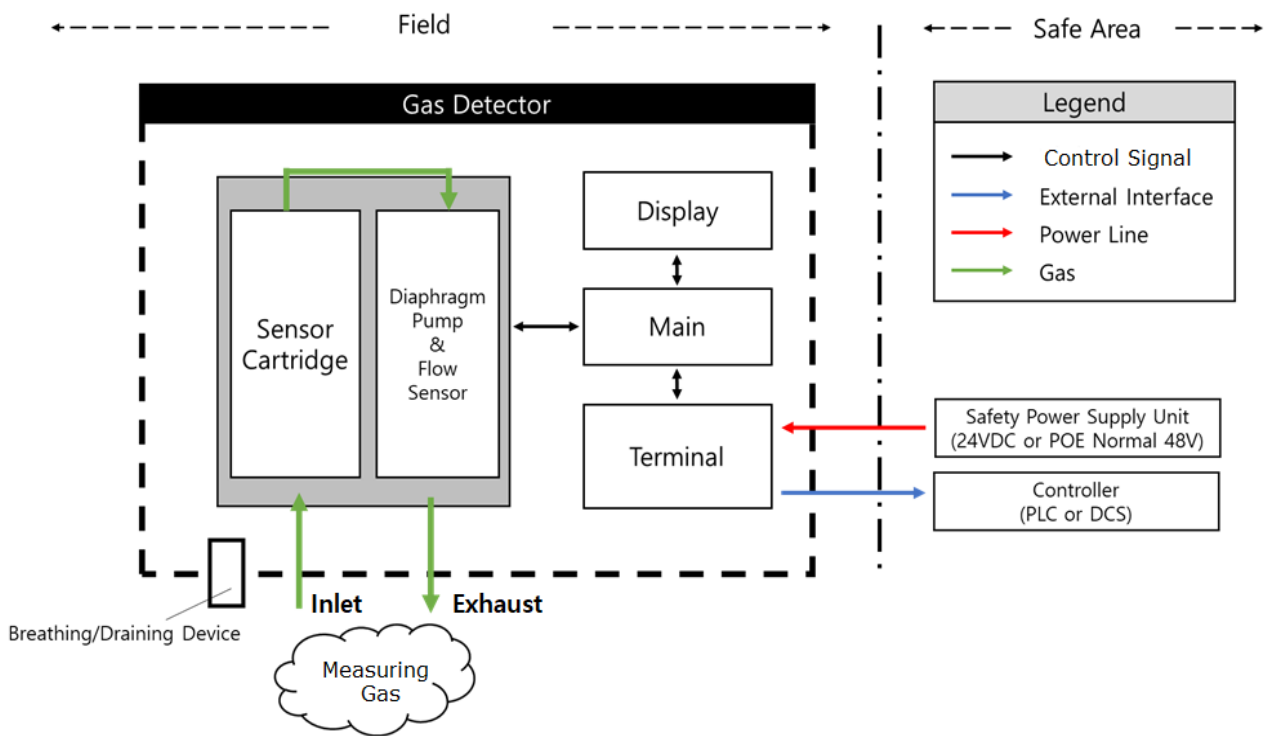 Field
Safe Area
Gas Detector
Legend
Control Signal
External Interface
Power Line
Gas
Sensor
Cartridge
Diaphragm
Pump
&
Flow
Sensor
Display
Main
Terminal
Safety Power Supply Unit
(24VDC or POE Normal 48V)
Controller
(PLC or DCS)
Inlet
Exhaust
Breathing/Draining Device
Measuring
Gas